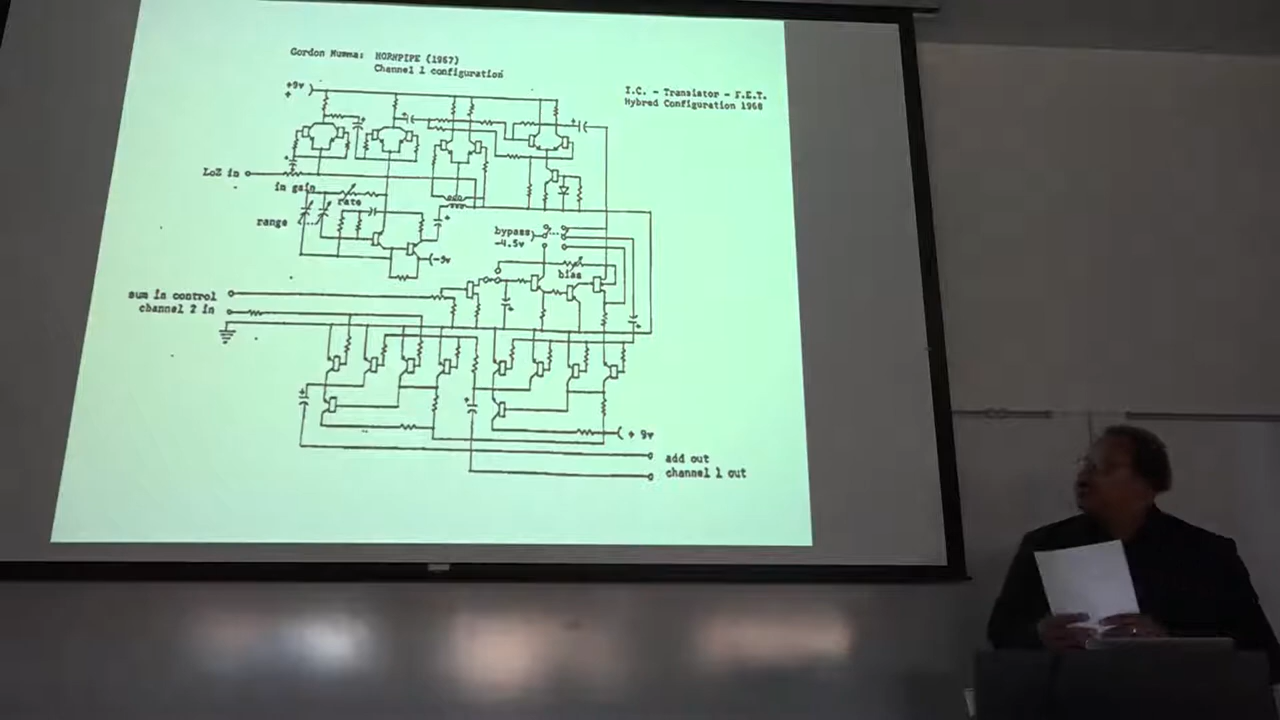 Gordon Mumma: HORNPIPE (1967)
Channel 1 configuration
I.C. - Transistor - F.E.T.
Hybred Configuration 1968
+9v
+
LoZ in
in gain
rate
range
bypass
-4.5v
-9v
bias
sum in control
channel 2 in
+ 9v
add out
channel 1 out